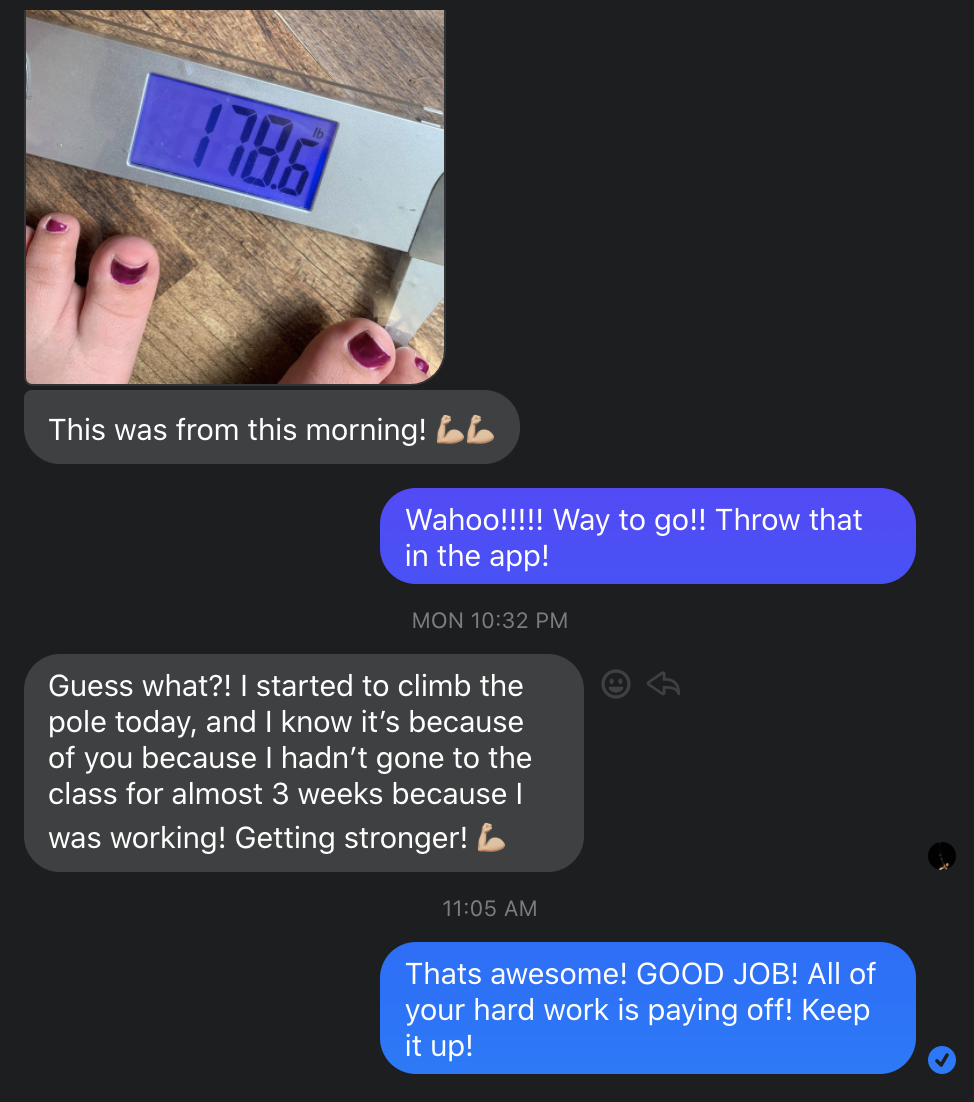 178.6 lb
This was from this morning! 💪🏼💪🏼
Wahoo!!!!! Way to go!! Throw that
in the app!
MON 10:32 PM
Guess what?! I started to climb the
pole today, and I know it’s because
of you because I hadn’t gone to the
class for almost 3 weeks because I
was working! Getting stronger! 💪🏼
11:05 AM
Thats awesome! GOOD JOB! All of
your hard work is paying off! Keep
it up!